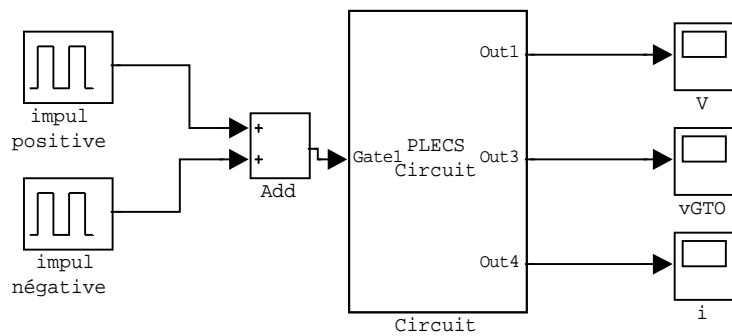 impul
positive
impul
négative
+
+
Add
Gate1
PLECS
Circuit
Out1
Out3
Out4
Circuit
V
vGTO
i